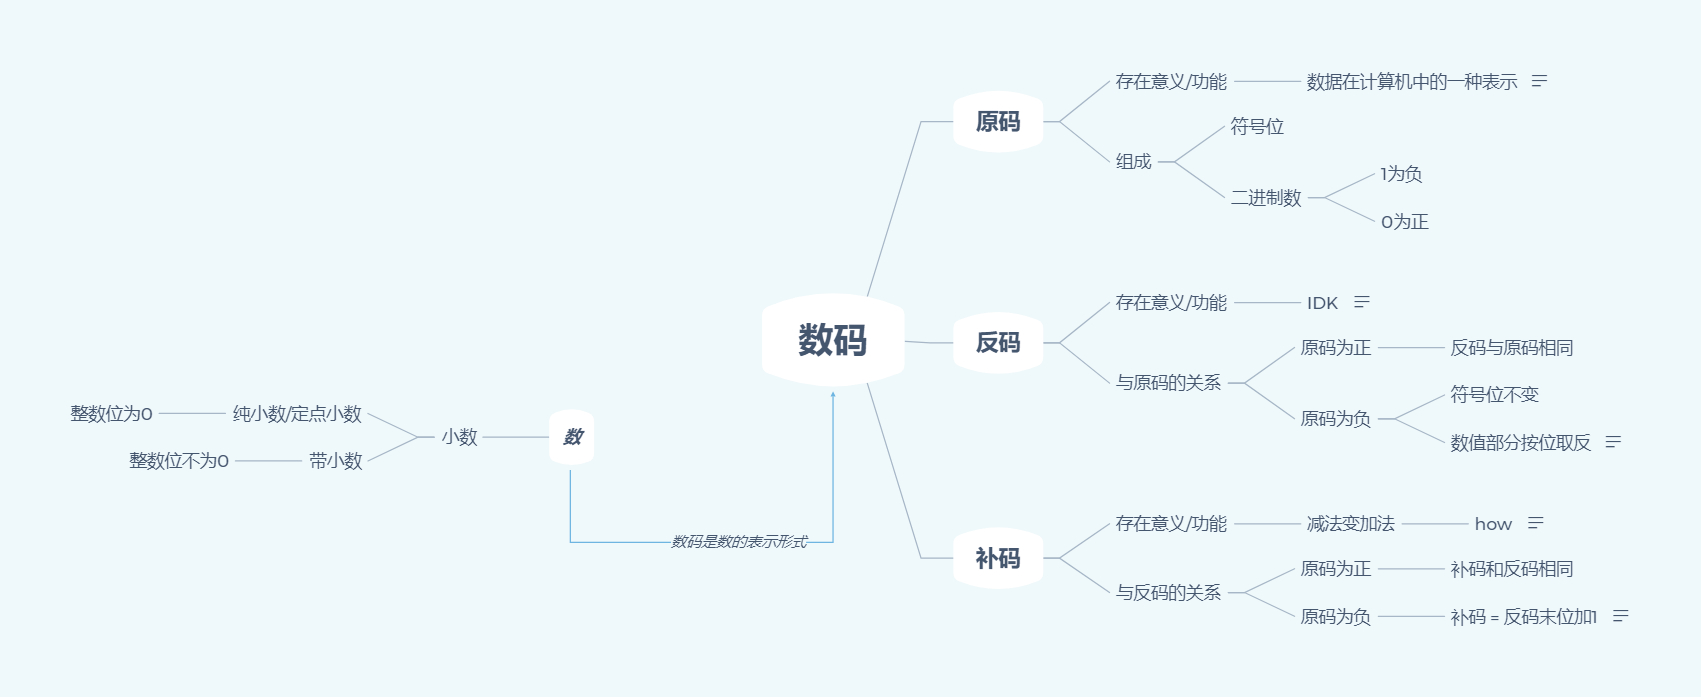 数码
原码
存在意义/功能
数据在计算机中的一种表示
组成
符号位
二进制数
1为负
0为正
反码
存在意义/功能
IDK
与原码的关系
原码为正
反码与原码相同
原码为负
符号位不变
数值部分按位取反
补码
存在意义/功能
减法变加法
how
与反码的关系
原码为正
补码和反码相同
原码为负
补码 = 反码末位加1
数
小数
纯小数/定点小数
整数位为0
带小数
整数位不为0
数码是数的表示形式